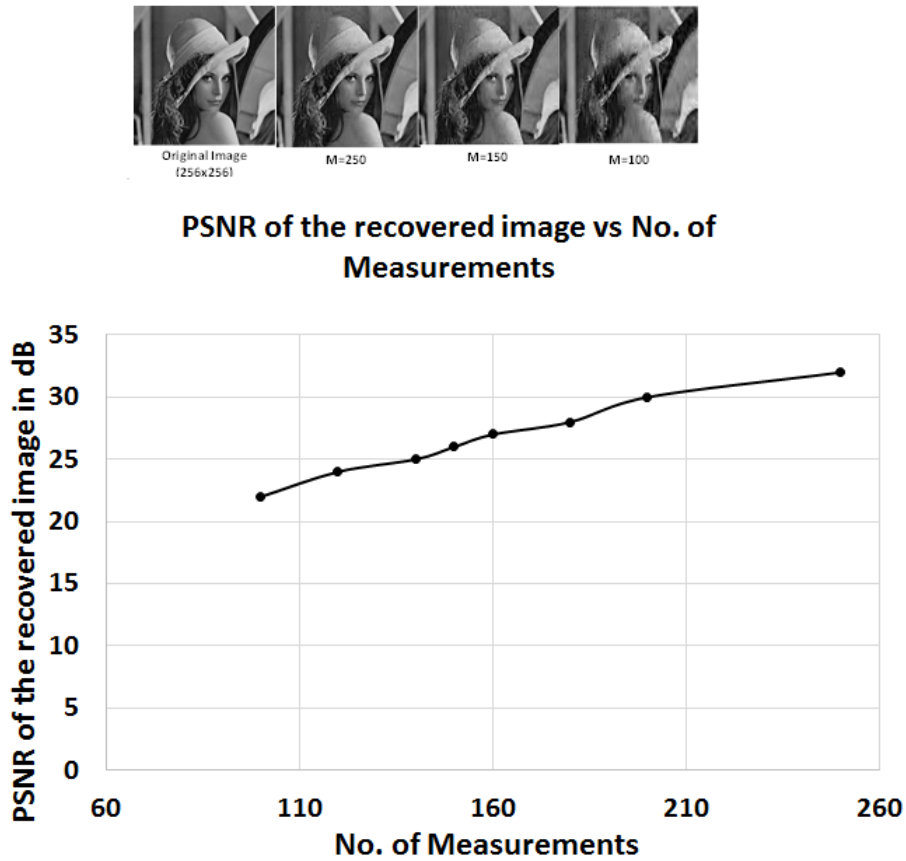 Original Image
(256x256)
M=250
M=150
M=100
PSNR of the recovered image vs No. of
Measurements
PSNR of the recovered image in dB
35
30
25
20
15
10
5
0
60
110
160
210
260
No. of Measurements